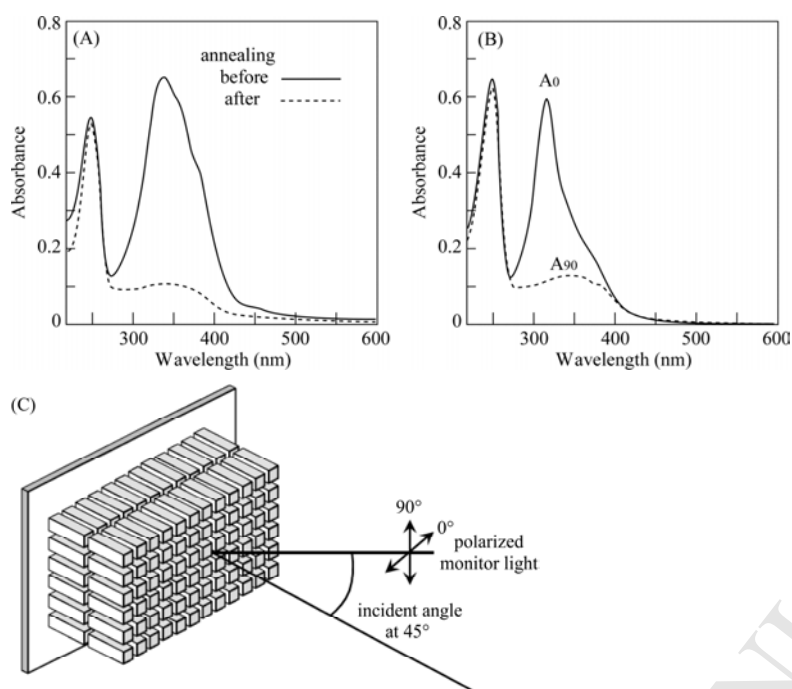 (A)
annealing
before
after
0.8
0.6
0.4
0.2
0
Absorbance
300 400 500 600
Wavelength (nm)
(B)
A0
A90
0.8
0.6
0.4
0.2
0
Absorbance
300 400 500 600
Wavelength (nm)
(C)
90°
0°
polarized
monitor light
incident angle
at 45°